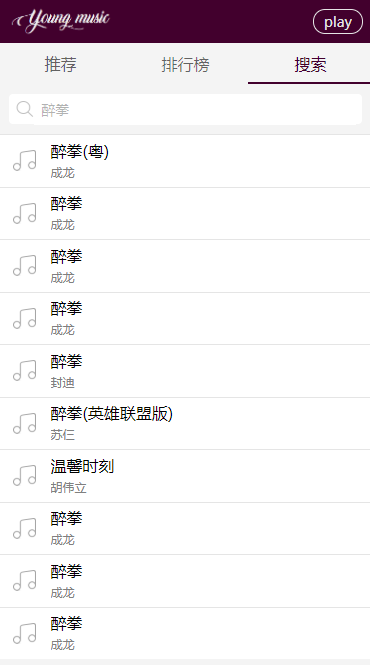 Young music
play
推荐 排行榜 搜索
醉拳
醉拳(粤)
成龙
醉拳
成龙
醉拳
成龙
醉拳
成龙
醉拳
封迪
醉拳(英雄联盟版)
苏仨
温馨时刻
胡伟立
醉拳
成龙
醉拳
成龙
醉拳
成龙